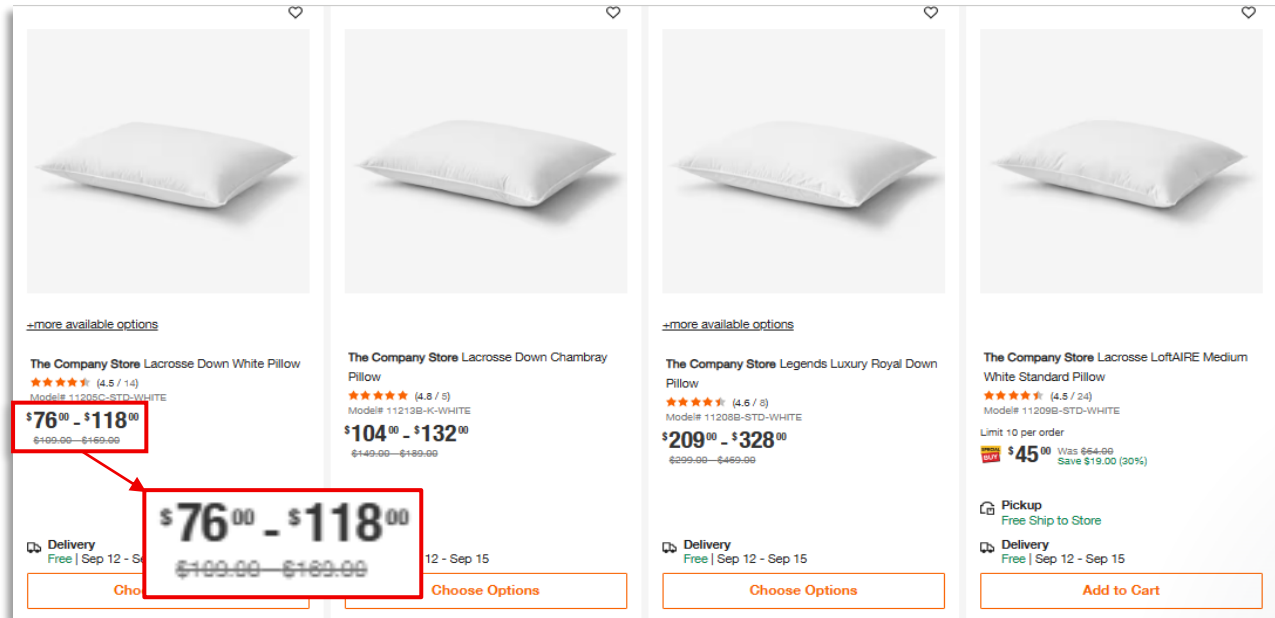 +more available options
The Company Store Lacrosse Down White Pillow
(4.5 / 14)
Model# 11205C-STD-WHITE
$76.00 - $118.00
$109.00 - $169.00
Delivery
Free | Sep 12 - Se
Cho
$76.00 - $118.00
$109.00 - $169.00
The Company Store Lacrosse Down Chambray
Pillow
(4.8 / 5)
Model# 11213B-K-WHITE
$104.00 - $132.00
$149.00 - $189.00
12 - Sep 15
Choose Options
+more available options
The Company Store Legends Luxury Royal Down
Pillow
(4.6 / 8)
Model# 11208B-STD-WHITE
$209.00 - $328.00
$299.00 - $469.00
Delivery
Free | Sep 12 - Sep 15
Choose Options
The Company Store Lacrosse LoftAIRE Medium
White Standard Pillow
(4.5 / 24)
Model# 11209B-STD-WHITE
Limit 10 per order
SPECIAL
BUY
$45.00 Was $64.00
Save $19.00 (30%)
Pickup
Free Ship to Store
Delivery
Free | Sep 12 - Sep 15
Add to Cart